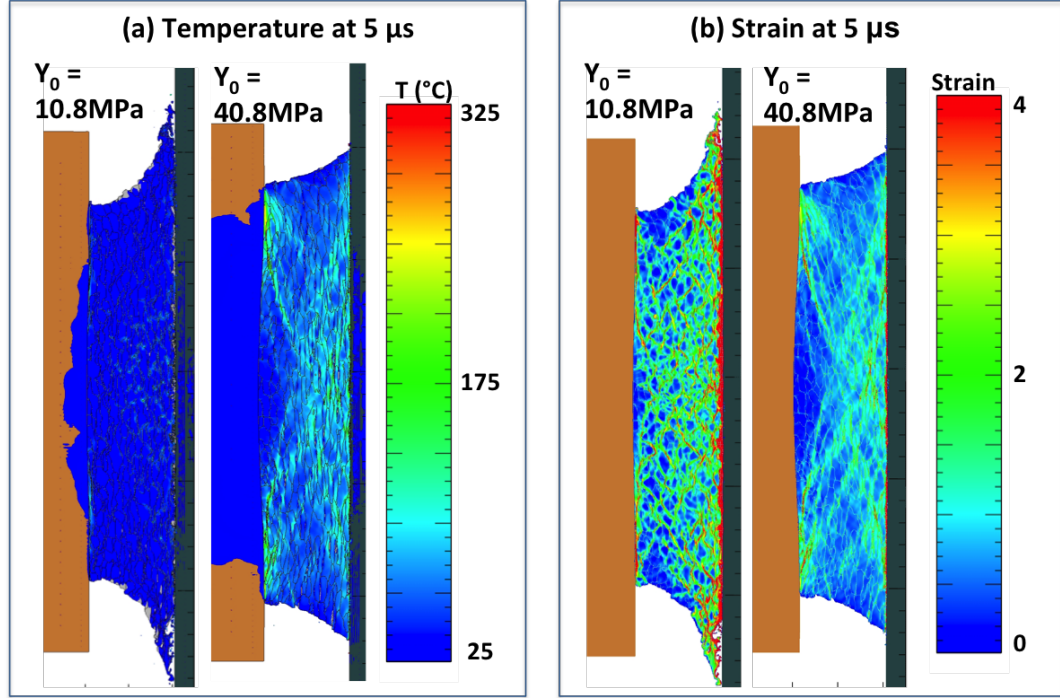 (a) Temperature at 5 µs
Y0 =
10.8MPa
Y0 =
40.8MPa
T (°C)
325
175
25
(b) Strain at 5 µs
Y0 =
10.8MPa
Y0 =
40.8MPa
Strain
4
2
0